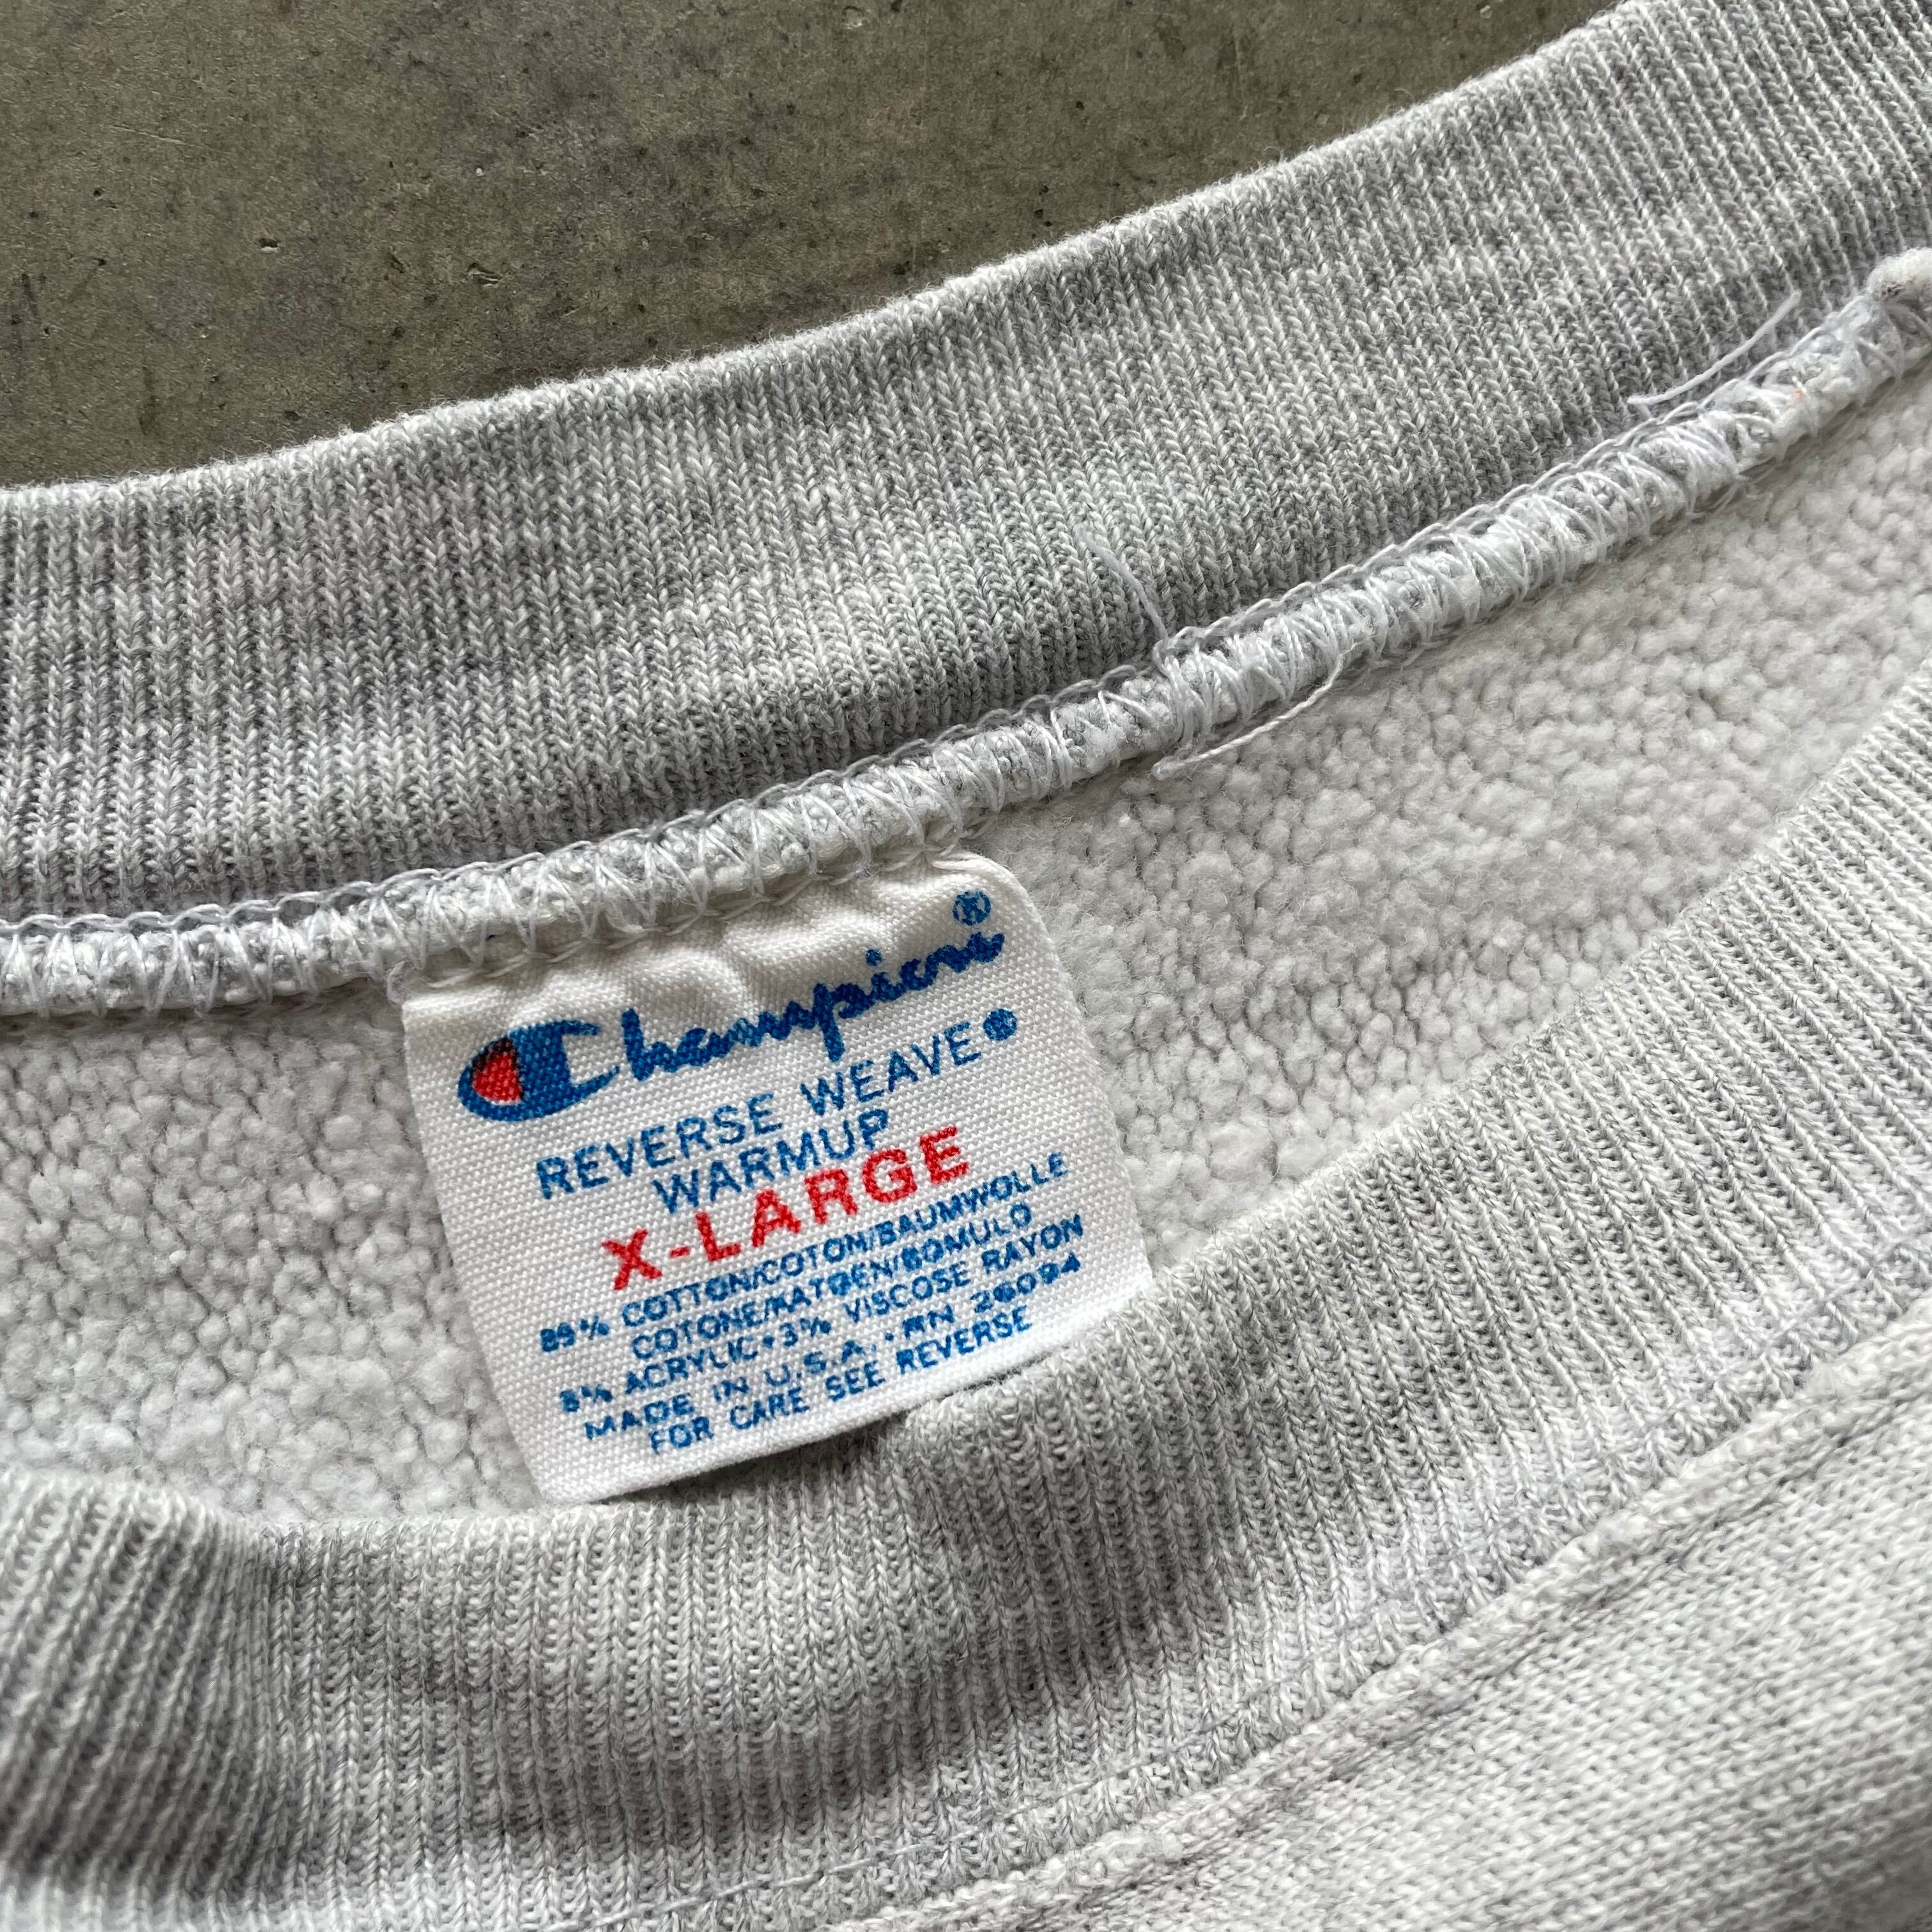 Champion®
REVERSE WEAVE®
WARMUP
X-LARGE
89% COTTON/COTON/BAUMWOLLE
COTONE/KATOEN/BOMULD
8% ACRYLIC•3% VISCOSE RAYON
MADE IN U.S.A.•RN 26094
FOR CARE SEE REVERSE